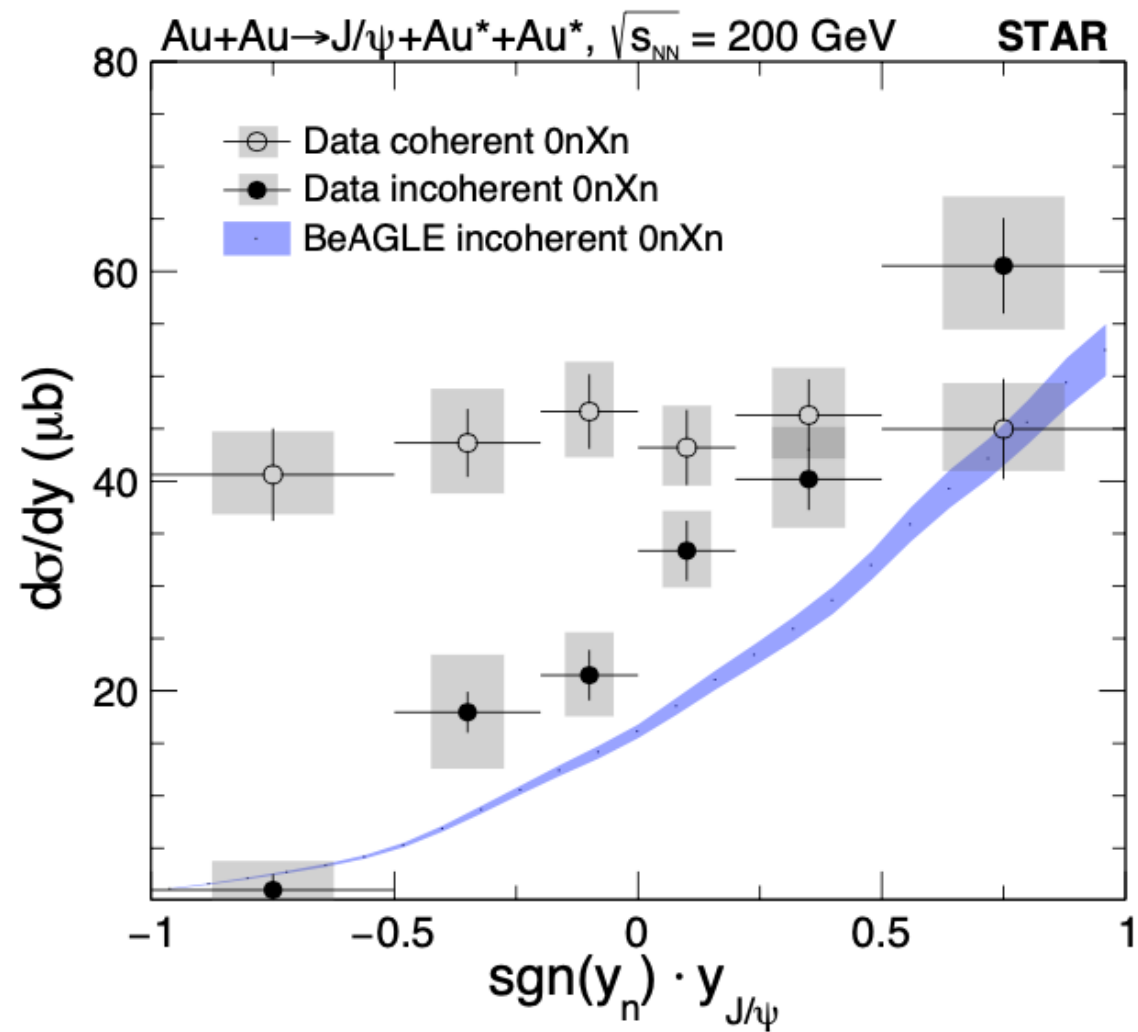 Au+Au→J/ψ+Au*+Au*, √s_NN = 200 GeV STAR
80
Data coherent 0nXn
Data incoherent 0nXn
BeAGLE incoherent 0nXn
60
40
20
dσ/dy (μb)
−1 −0.5 0 0.5 1
sgn(y_n) · y_J/ψ